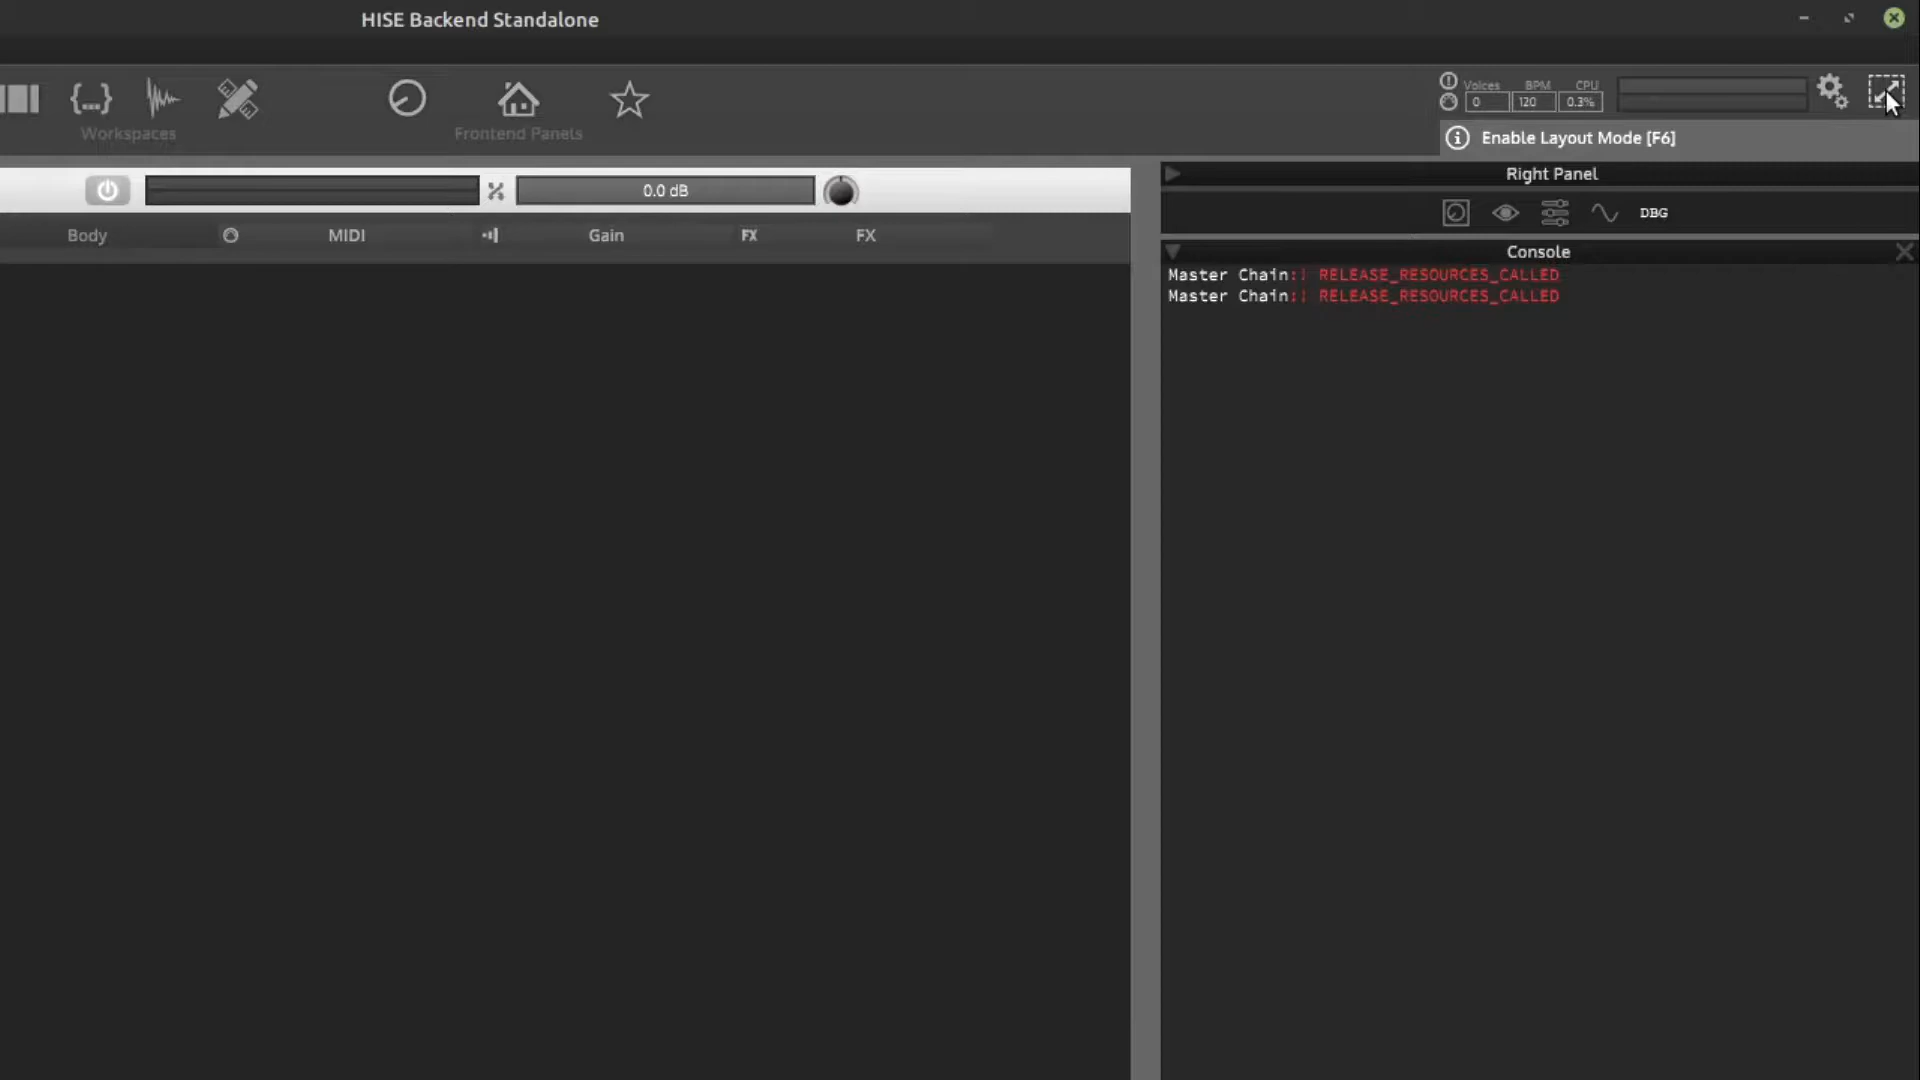 HISE Backend Standalone
Workspaces
Frontend Panels
Voices BPM CPU
0 120 0.3%
Enable Layout Mode [F6]
Right Panel
0.0 dB
DBG
Body MIDI Gain FX FX
Console
Master Chain:! RELEASE_RESOURCES_CALLED
Master Chain:! RELEASE_RESOURCES_CALLED